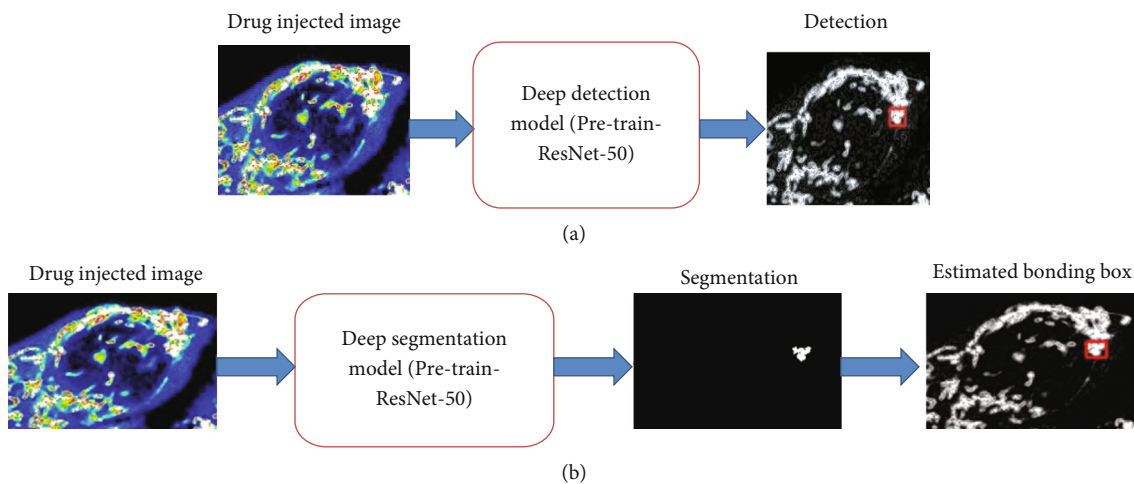 Drug injected image
Detection
Deep detection
model (Pre-train-
ResNet-50)
(a)
Drug injected image
Segmentation
Estimated bonding box
Deep segmentation
model (Pre-train-
ResNet-50)
(b)